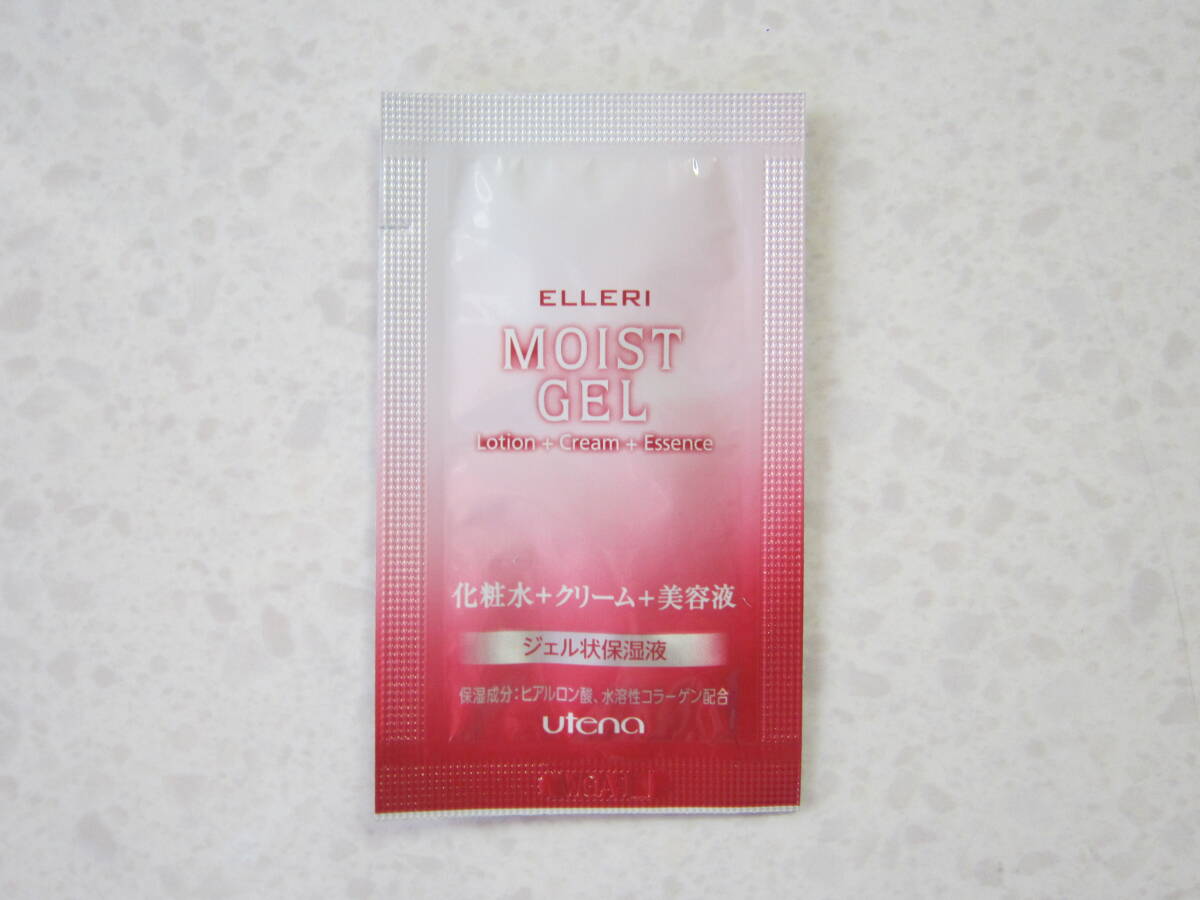 ELLERI
MOIST
GEL
Lotion + Cream + Essence
化粧水+クリーム+美容液
ジェル状保湿液
保湿成分:ヒアルロン酸、水溶性コラーゲン配合
utena